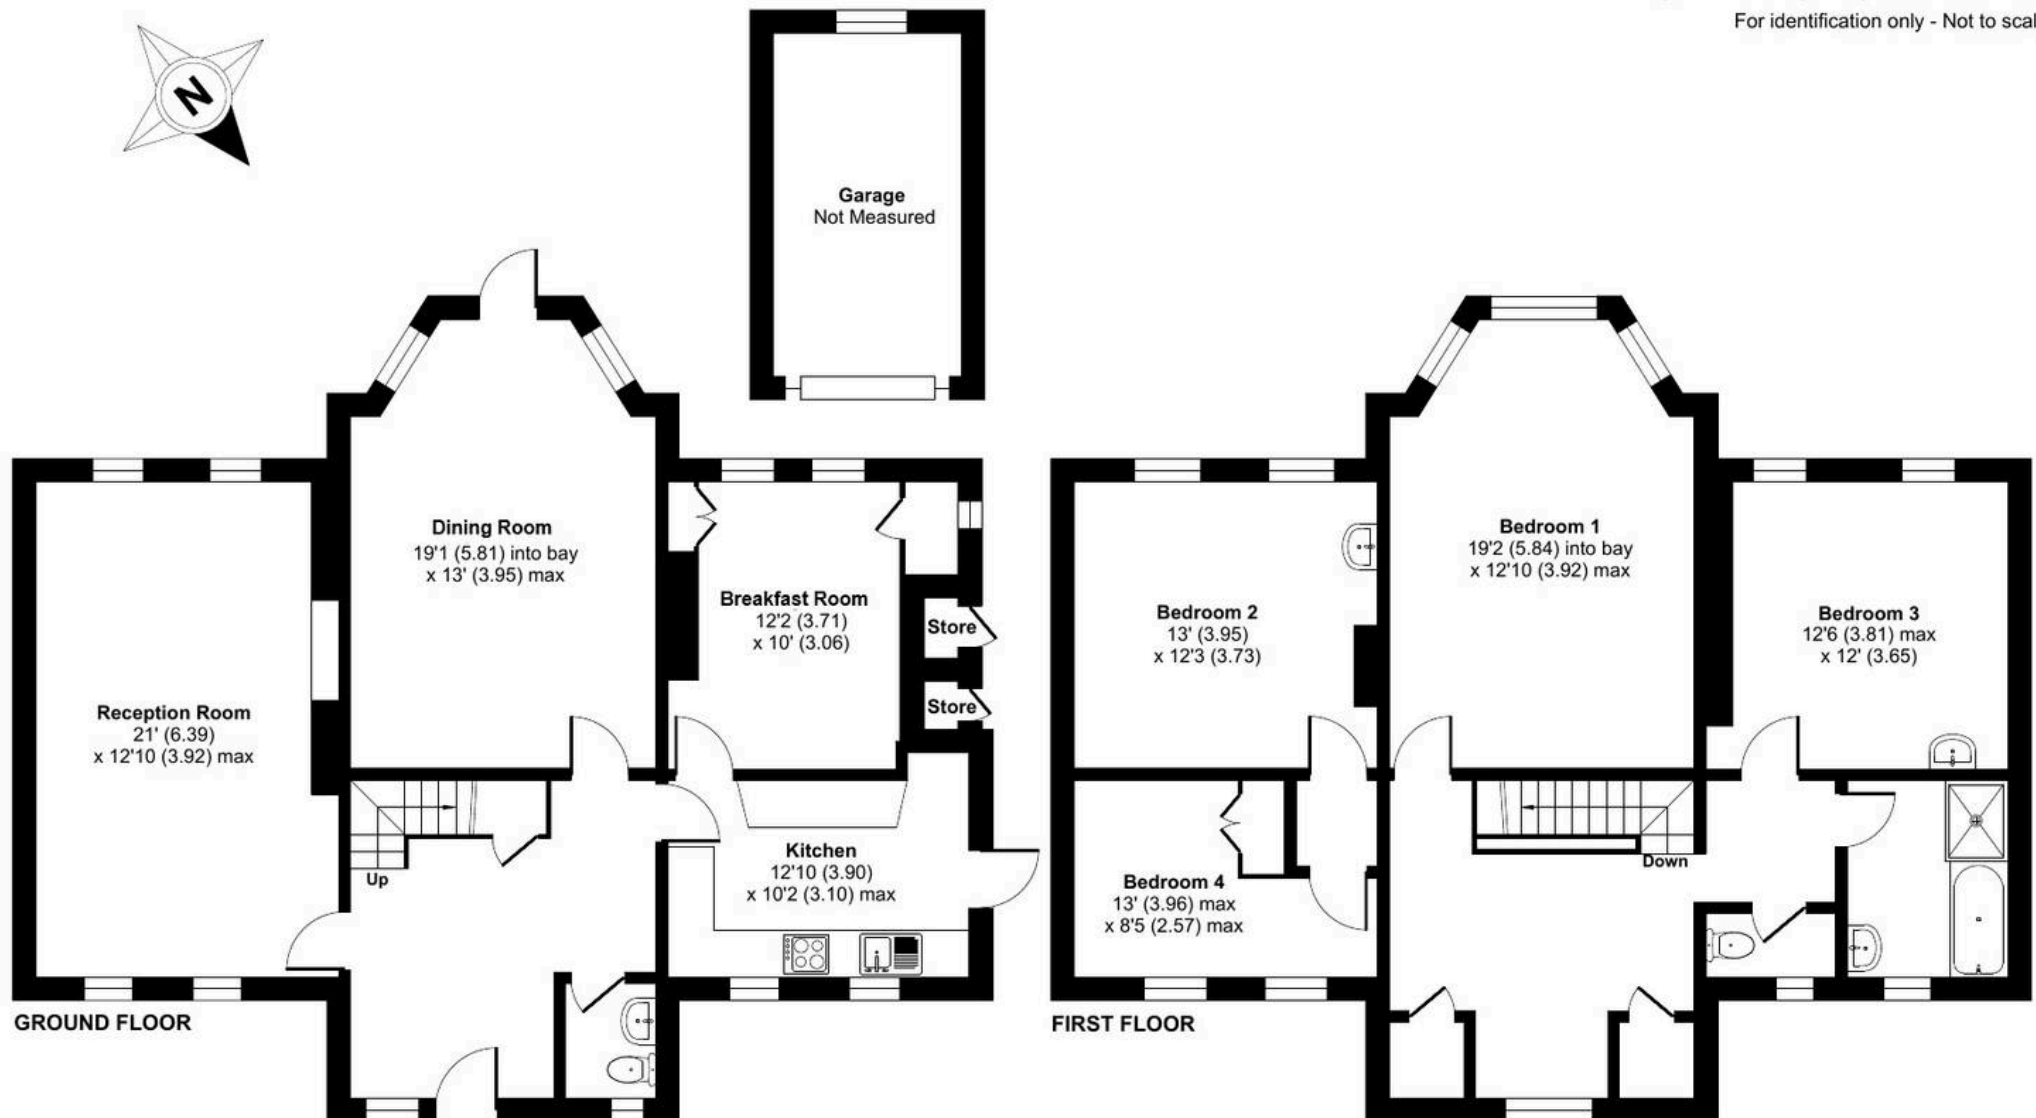 For identification only - Not to scal
N
Garage
Not Measured
Dining Room
19'1 (5.81) into bay
x 13' (3.95) max
Breakfast Room
12'2 (3.71)
x 10' (3.06)
Store
Store
Reception Room
21' (6.39)
x 12'10 (3.92) max
Up
Kitchen
12'10 (3.90)
x 10'2 (3.10) max
GROUND FLOOR
Bedroom 1
19'2 (5.84) into bay
x 12'10 (3.92) max
Bedroom 2
13' (3.95)
x 12'3 (3.73)
Bedroom 3
12'6 (3.81) max
x 12' (3.65)
Bedroom 4
13' (3.96) max
x 8'5 (2.57) max
Down
FIRST FLOOR